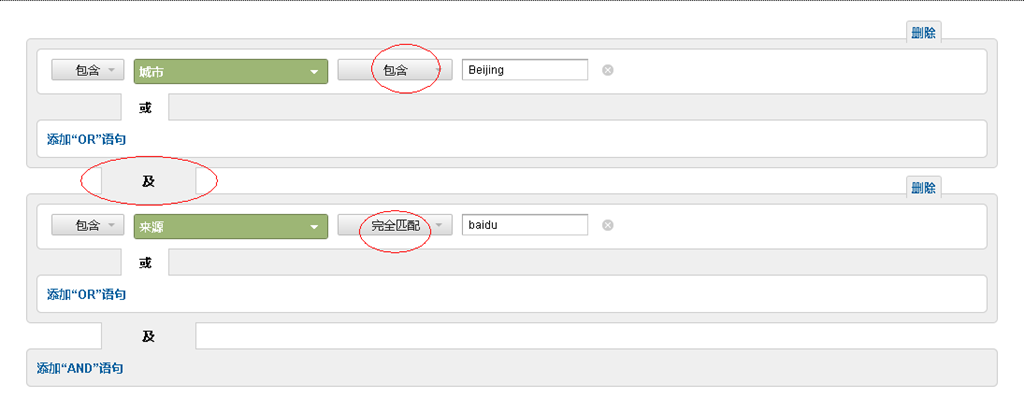 删除
包含 城市 包含 Beijing
或
添加“OR”语句
及
删除
包含 来源 完全匹配 baidu
或
添加“OR”语句
及
添加“AND”语句